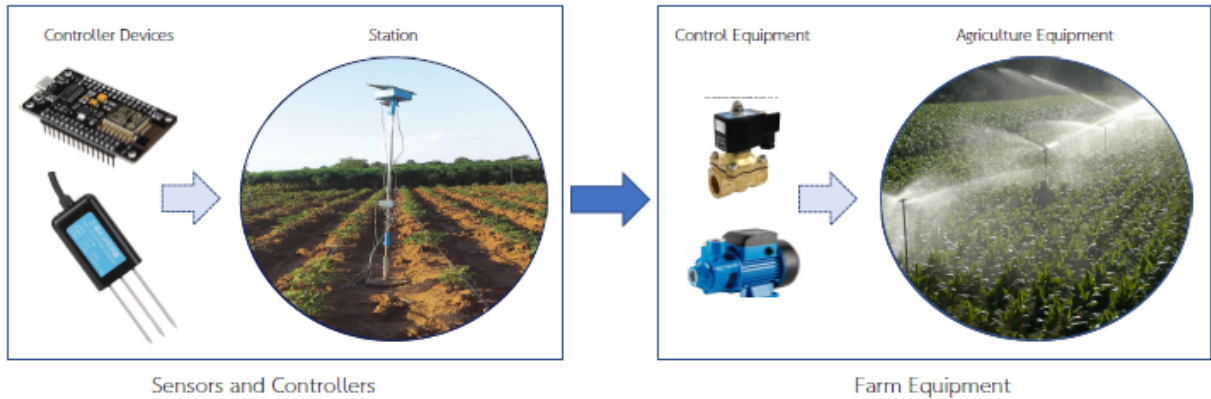 Controller Devices
Station
Control Equipment
Agriculture Equipment
Sensors and Controllers
Farm Equipment